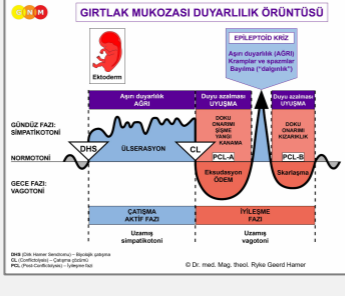 GNM
GIRTLAK MUKOZASI DUYARLILIK ÖRÜNTÜSÜ
EPİLEPTOİD KRİZ
Aşırı duyarlılık (AĞRI)
Kramplar ve spazmlar
Bayılma ("dalgınlık")
Ektoderm
Aşırı duyarlılık
AĞRI
Duyu azalması
UYUŞMA
Duyu azalması
UYUŞMA
GÜNDÜZ FAZI:
SİMPATİKOTONİ
DOKU
ONARIMI
ŞİŞME
YANGI
KANAMA
DOKU
ONARIMI
KIZARIKLIK
DHS
ÜLSERASYON
CL
NORMOTONİ
PCL-A
PCL-B
Eksudasyon
ÖDEM
Skarlaşma
GECE FAZI:
VAGOTONİ
ÇATIŞMA
AKTİF FAZI
İYİLEŞME
FAZI
Uzamış
simpatikotoni
Uzamış
vagotoni
DHS (Dirk Hamer Sendromu) – Biyolojik çatışma
CL (Conflictolysis) – Çatışma çözümü
PCL (Post-Conflictolysis) – İyileşme fazı
© Dr. med. Mag. theol. Ryke Geerd Hamer